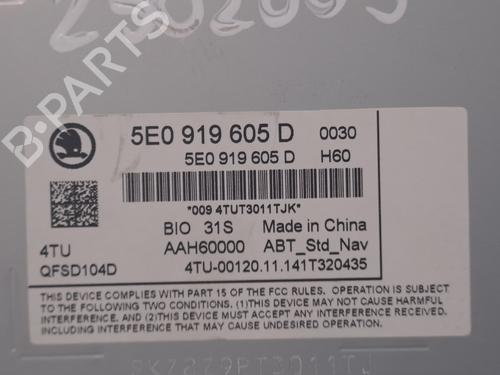 2502009
B-PARTS
5E0 919 605 D 0030
5E0 919 605 D H60
*009 4TUT3011TJK*
BIO 31S Made in China
4TU AAH60000 ABT_Std_Nav
QFSD104D 4TU-00120.11.141T320435
THIS DEVICE COMPLIES WITH PART 15 OF THE FCC RULES. OPERATION IS SUBJECT
TO THE FOLLOWING TWO CONDITIONS. (1)THIS DEVICE MAY NOT CAUSE HARMFUL
INTERFERENCE. AND (2)THIS DEVICE MUST ACCEPT ANY INTERFERENCE RECEIVED.
INCLUDING INTERFERENCE THAT MAY CAUSE UNDESIRED OPERATION.